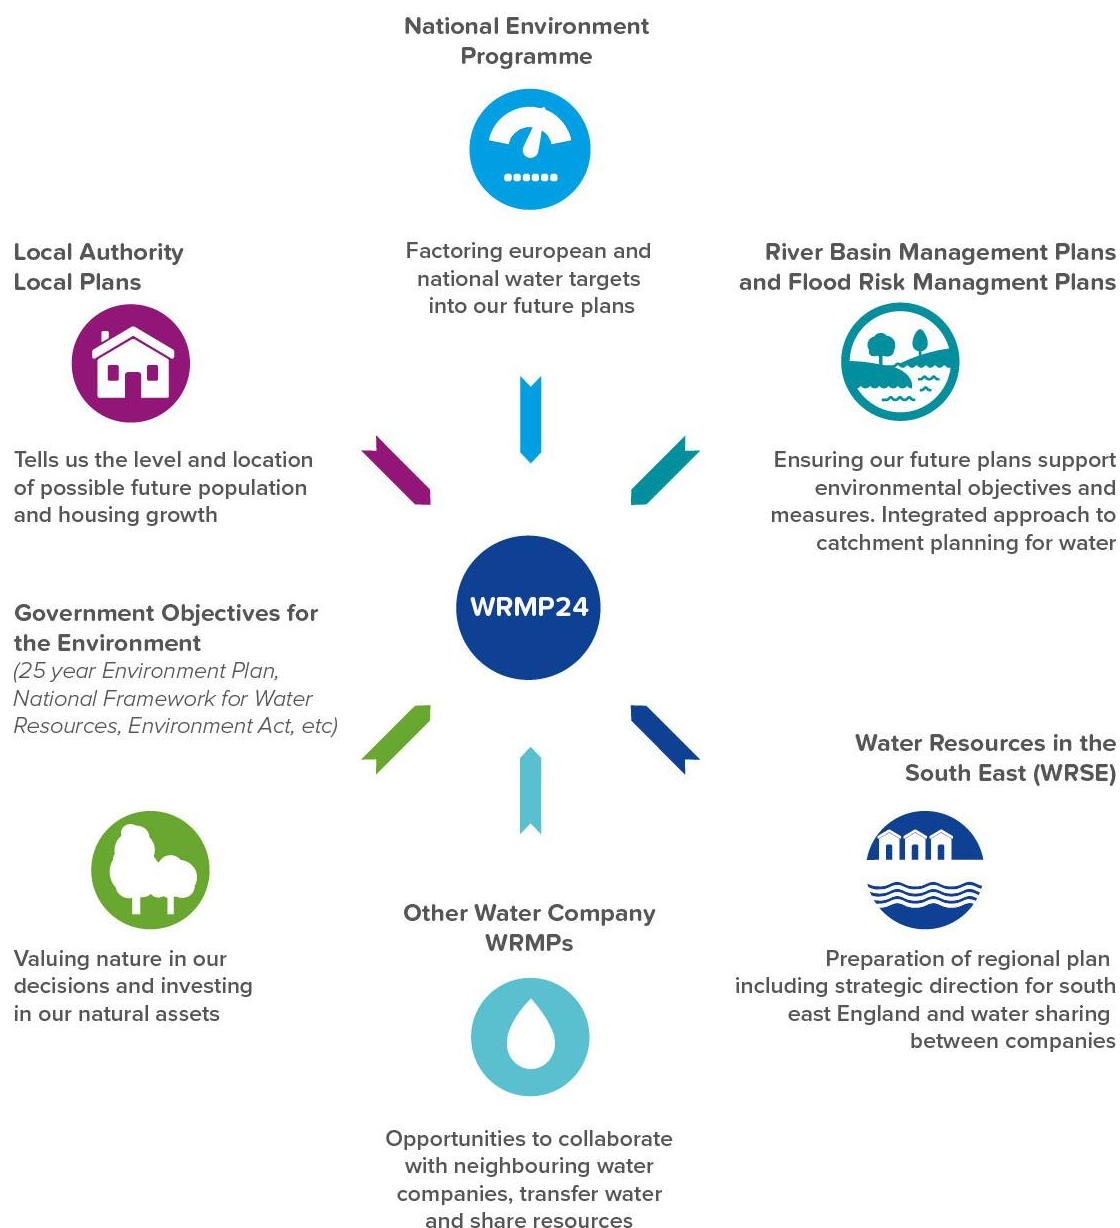 National Environment
Programme
Factoring european and
national water targets
into our future plans
Local Authority
Local Plans
Tells us the level and location
of possible future population
and housing growth
River Basin Management Plans
and Flood Risk Managment Plans
Ensuring our future plans support
environmental objectives and
measures. Integrated approach to
catchment planning for water
WRMP24
Government Objectives for
the Environment
(25 year Environment Plan,
National Framework for Water
Resources, Environment Act, etc)
Valuing nature in our
decisions and investing
in our natural assets
Other Water Company
WRMPs
Opportunities to collaborate
with neighbouring water
companies, transfer water
and share resources
Water Resources in the
South East (WRSE)
Preparation of regional plan
including strategic direction for south
east England and water sharing
between companies